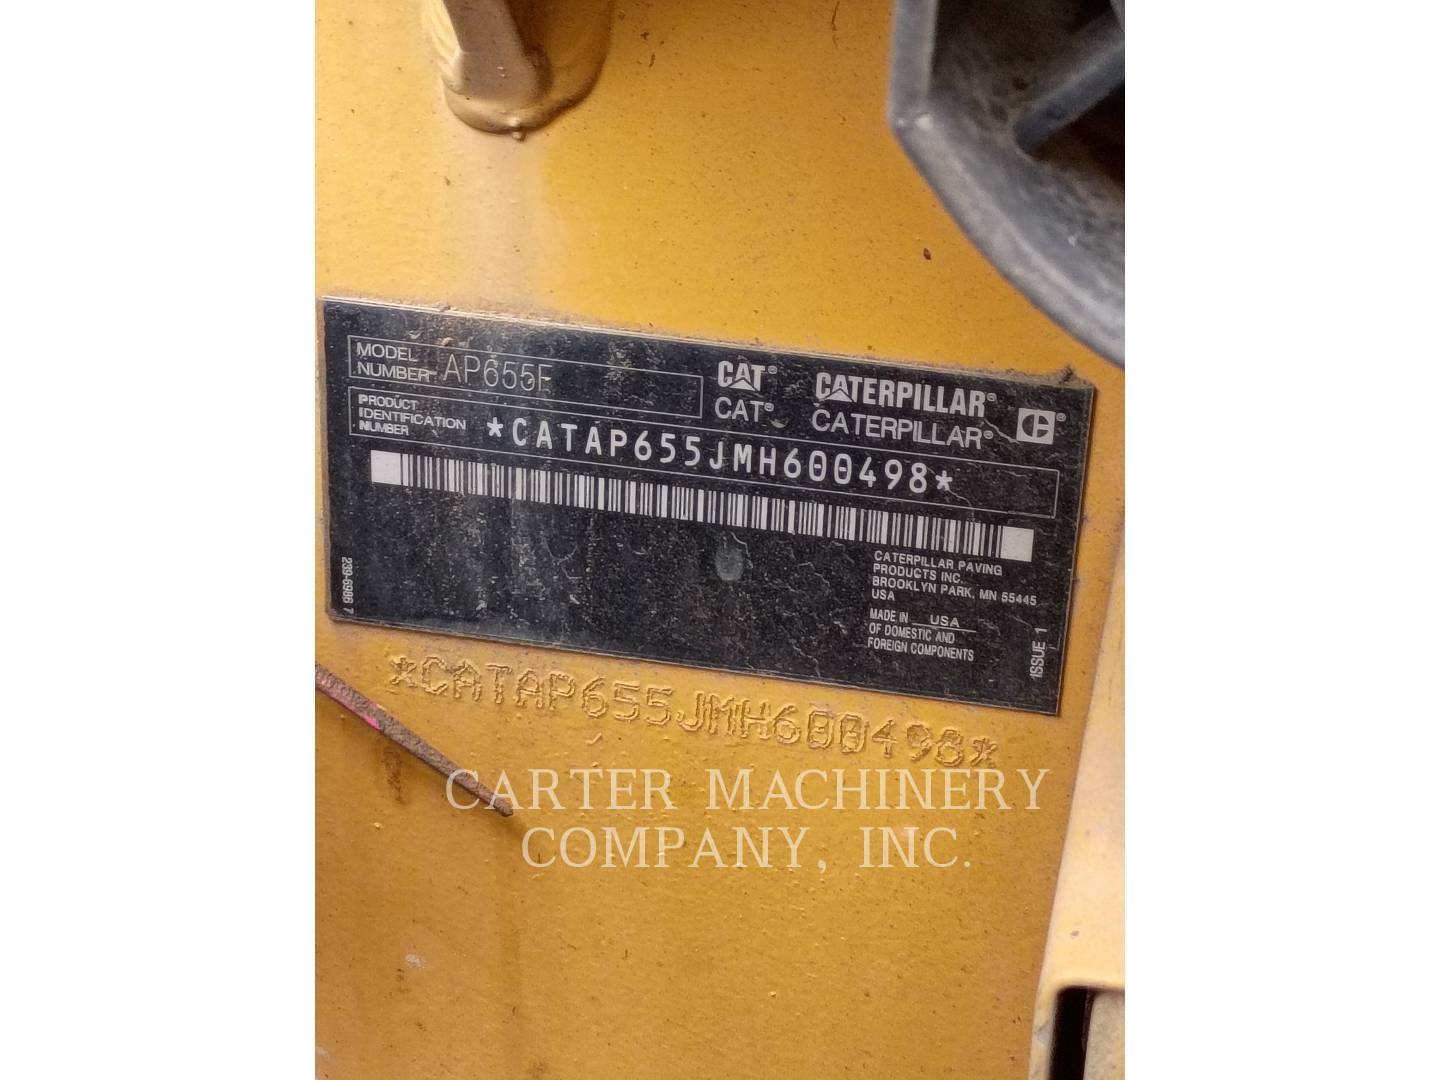 MODEL
NUMBER AP655F
CAT® CATERPILLAR®
CAT® CATERPILLAR® ®
PRODUCT
IDENTIFICATION
NUMBER
*CATAP655JMH600498*
CATERPILLAR PAVING
PRODUCTS INC.
BROOKLYN PARK, MN 55445
USA
MADE IN USA
OF DOMESTIC AND
FOREIGN COMPONENTS
239-6986 7
ISSUE 1
*CATAP655JMH600498*
CARTER MACHINERY
COMPANY, INC.